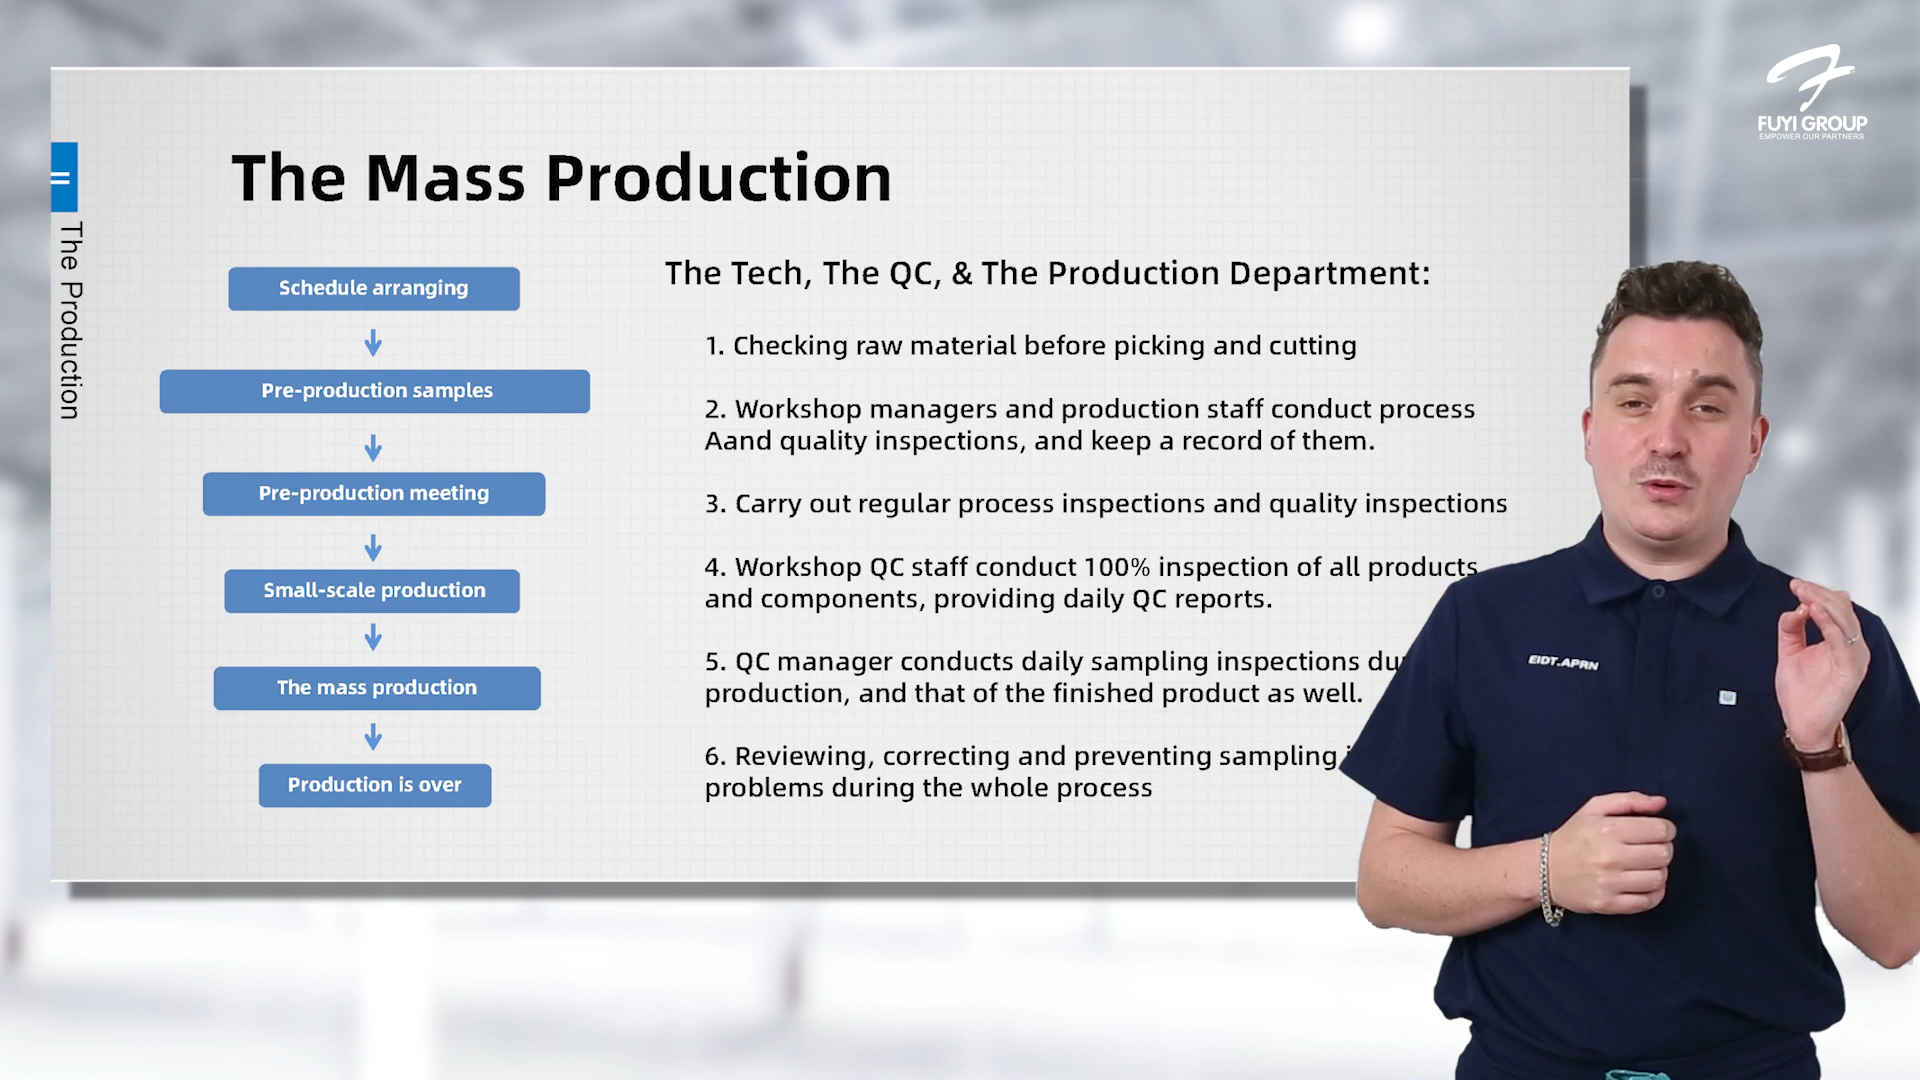 FUYI GROUP
EMPOWER OUR PARTNERS
II
The Production
The Mass Production
Schedule arranging
Pre-production samples
Pre-production meeting
Small-scale production
The mass production
Production is over
The Tech, The QC, & The Production Department:
1. Checking raw material before picking and cutting
2. Workshop managers and production staff conduct process
Aand quality inspections, and keep a record of them.
3. Carry out regular process inspections and quality inspections
4. Workshop QC staff conduct 100% inspection of all products
and components, providing daily QC reports.
5. QC manager conducts daily sampling inspections
production, and that of the finished product as well.
6. Reviewing, correcting and preventing sampling
problems during the whole process
EIDT.APRN